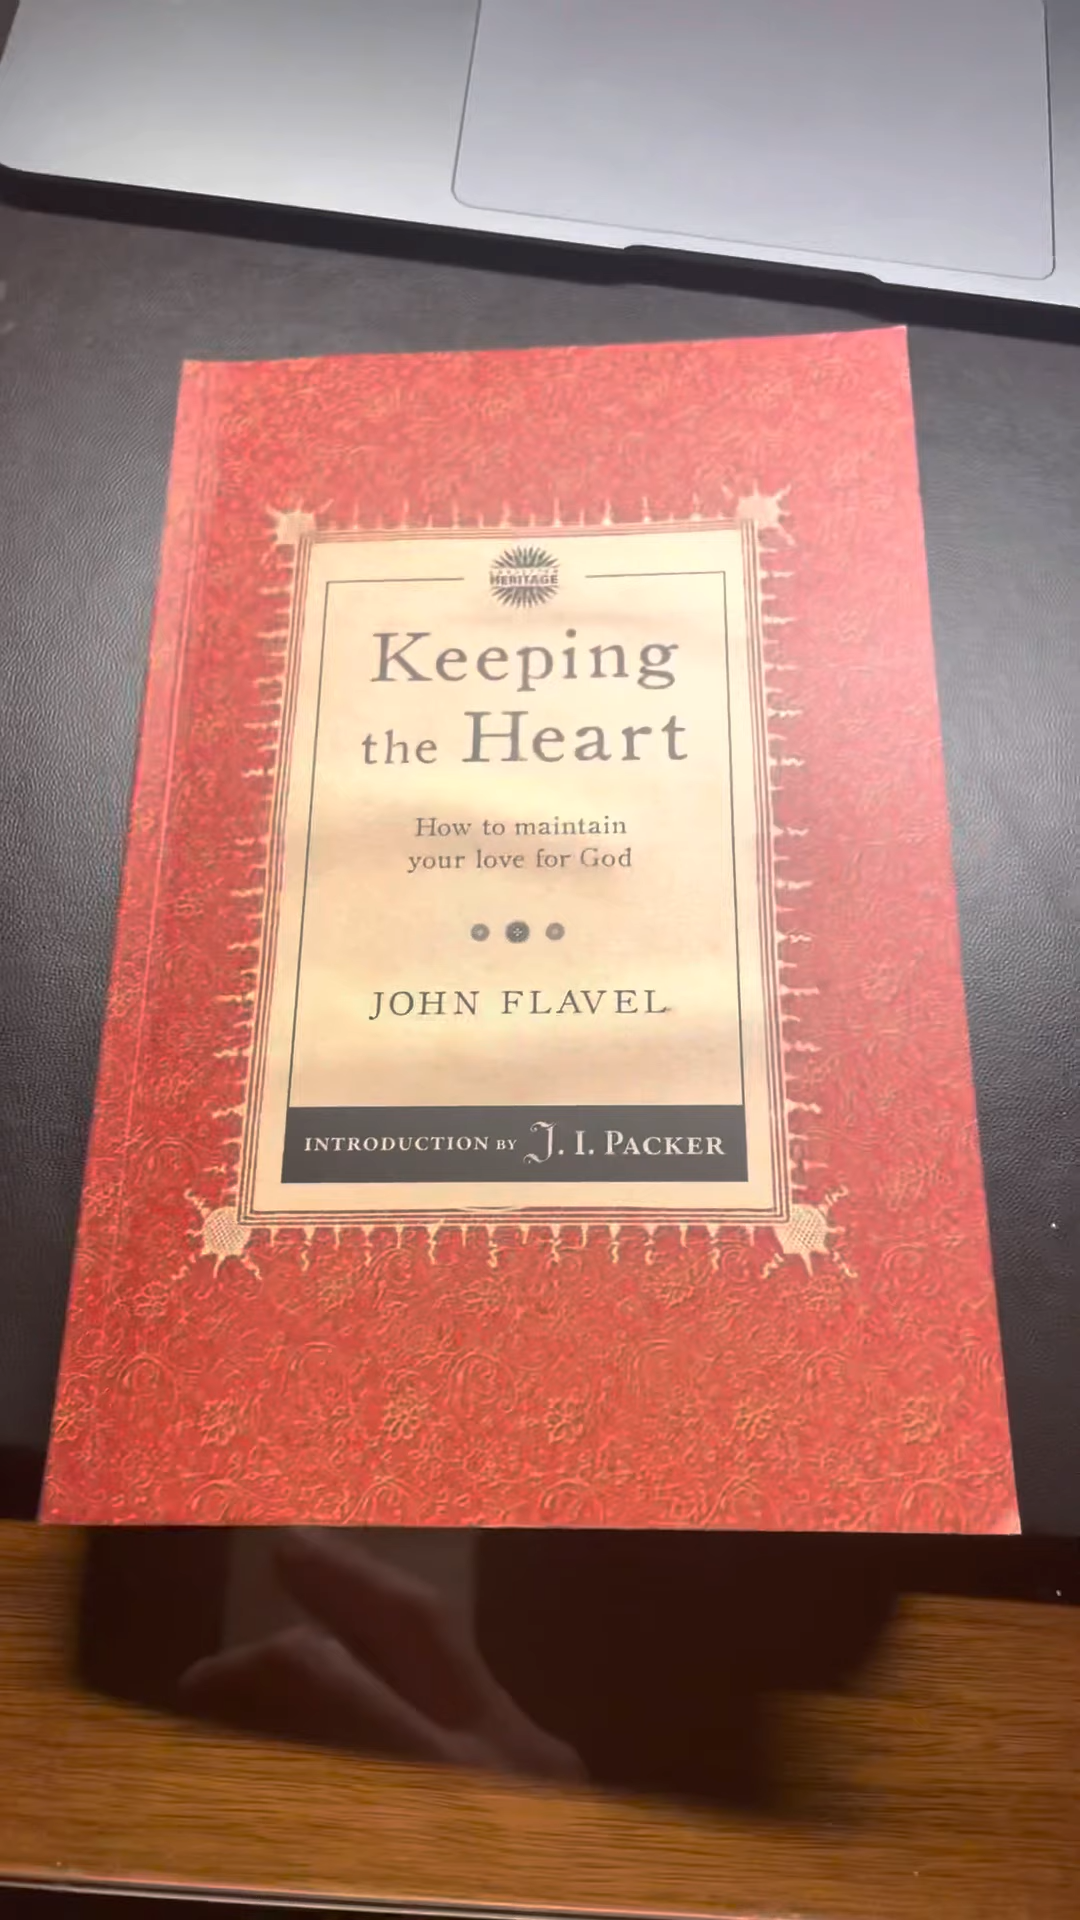 HERITAGE
Keeping
the Heart
How to maintain
your love for God
JOHN FLAVEL
INTRODUCTION BY J. I. PACKER